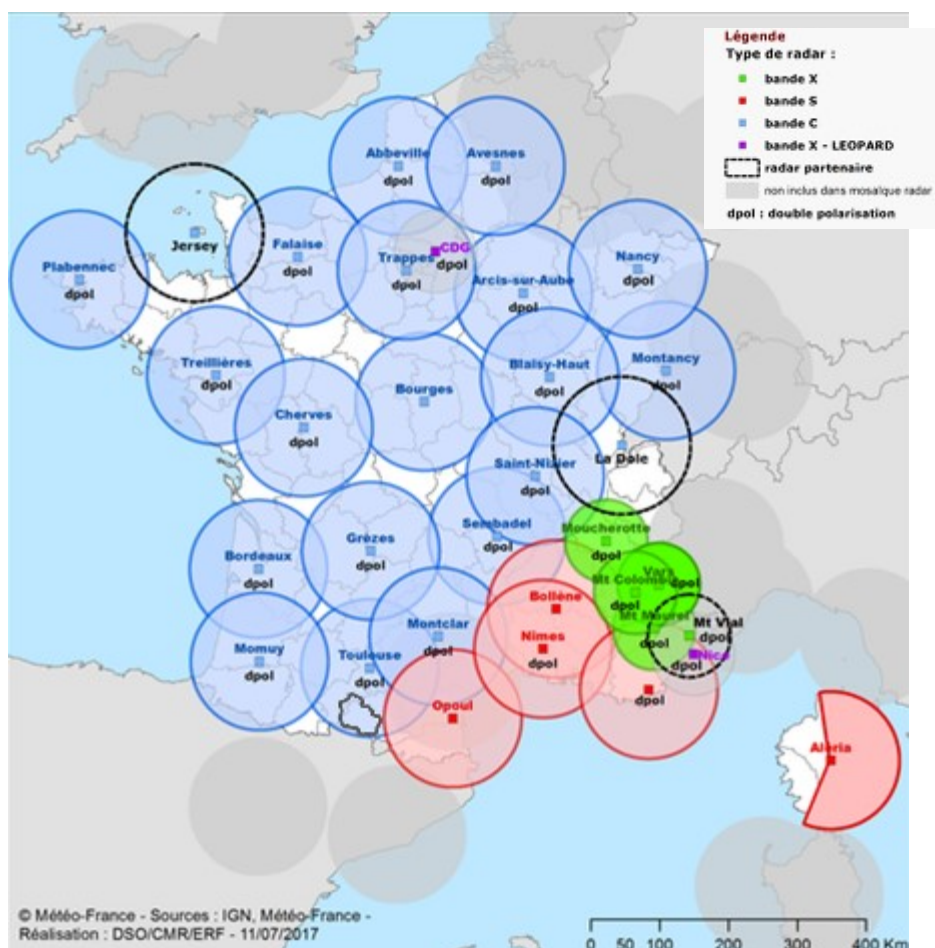 Légende
Type de radar :
bande X
bande S
bande C
bande X - LEOPARD
radar partenaire
non inclus dans mosaïque radar
dpol : double polarisation
Abbeville
dpol
Avesnes
dpol
Jersey
Falaise
dpol
Trappes
dpol
CDG
dpol
Nancy
dpol
Plabennec
dpol
Arcis-sur-Aube
dpol
Treillières
dpol
Blaisy-Haut
dpol
Montancy
dpol
Bourges
Cherves
dpol
La Dole
Saint-Nizier
dpol
Sembadel
dpol
Moucherotte
dpol
Grèzes
dpol
Bordeaux
dpol
Vars
dpol
Mt Colombis
dpol
Bollène
Mt Maurel
dpol
Mt Vial
dpol
Nice
dpol
Montclar
dpol
Nîmes
dpol
Momuy
dpol
Toulouse
dpol
dpol
Opoul
Aléria
© Météo-France - Sources : IGN, Météo-France -
Réalisation : DSO/CMR/ERF - 11/07/2017
0 50 100 200 300 400 Km